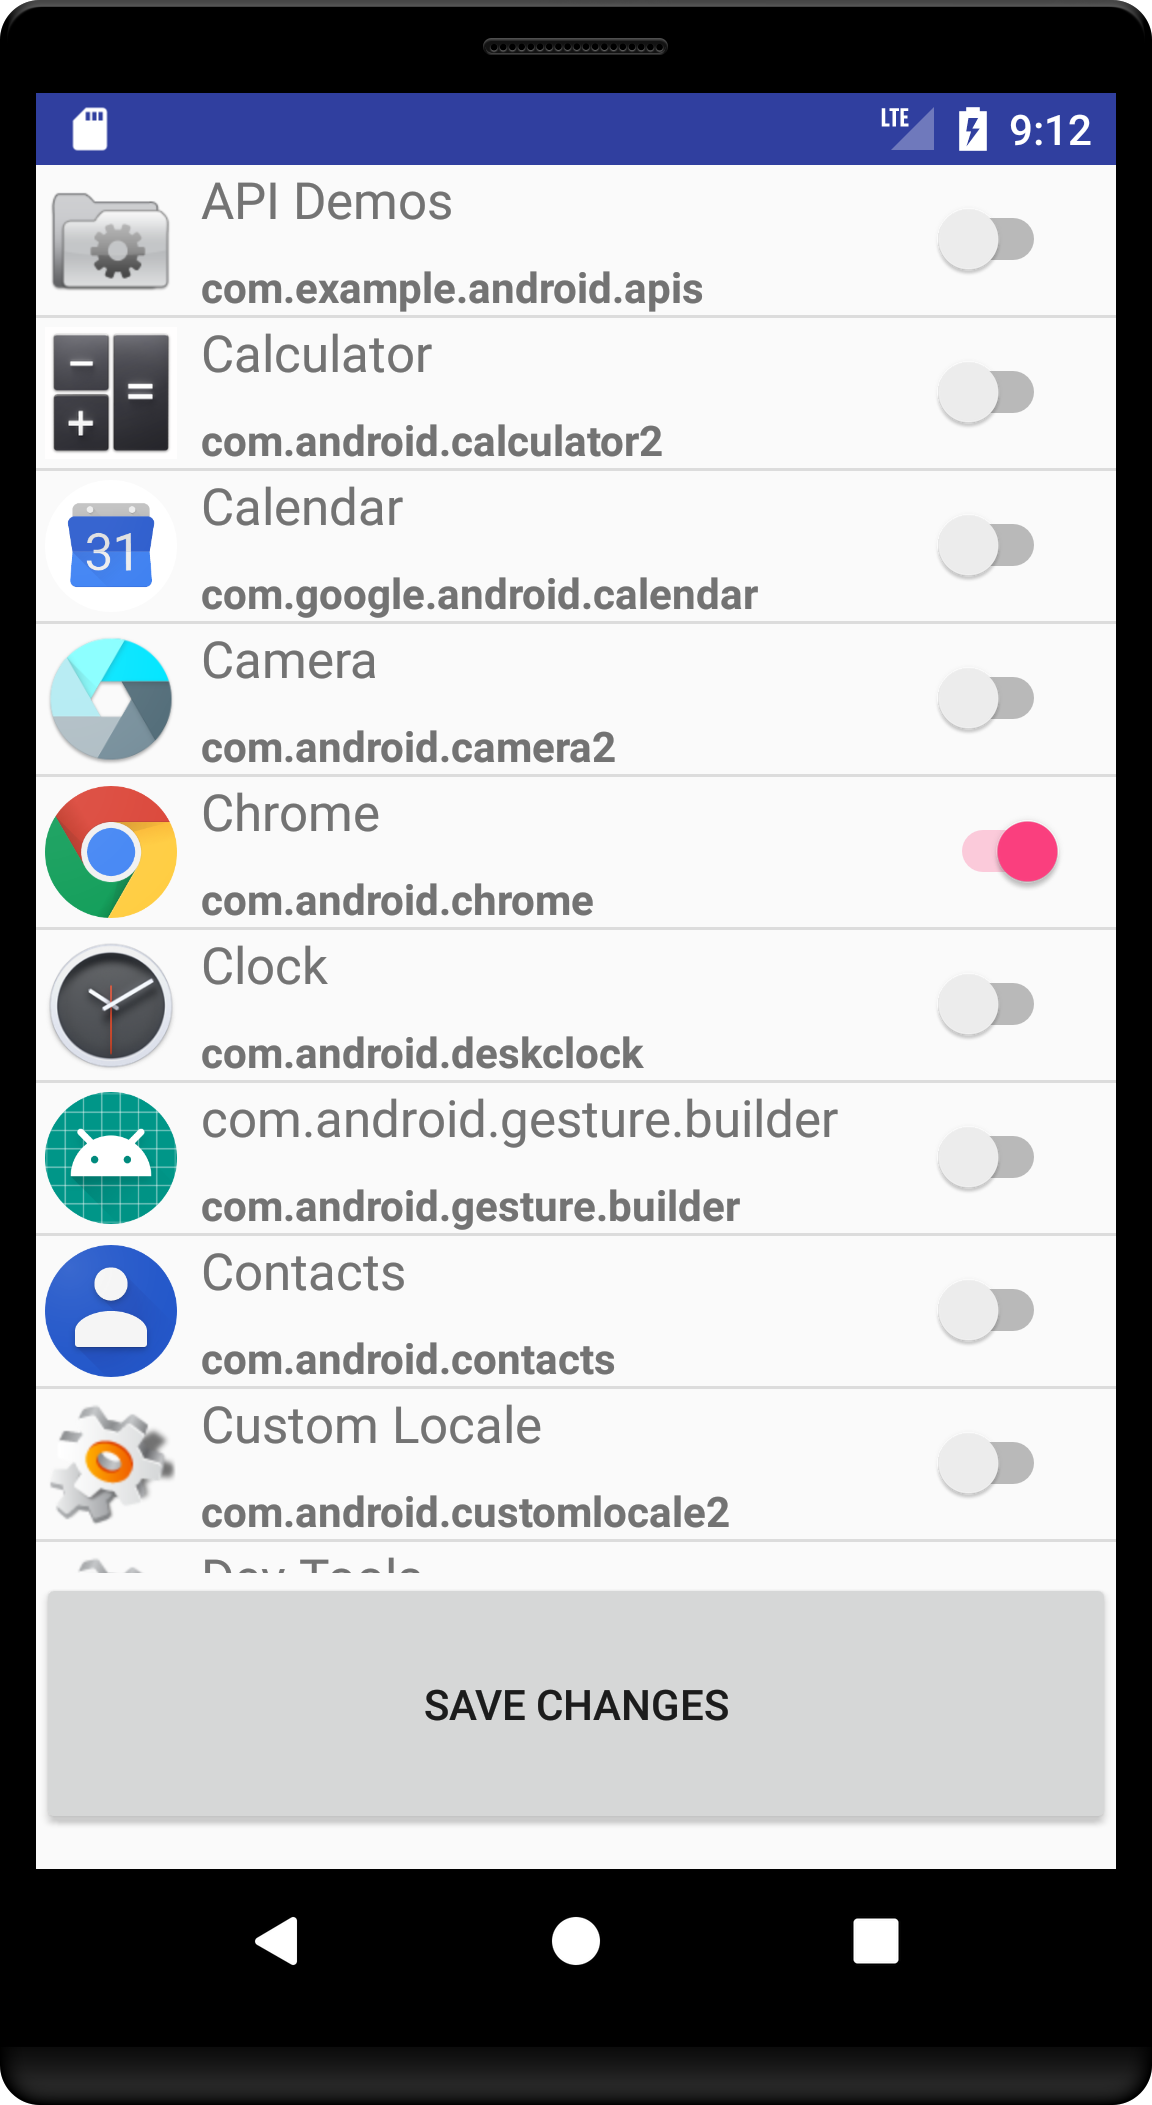 LTE 9:12
API Demos
com.example.android.apis
Calculator
com.android.calculator2
31
Calendar
com.google.android.calendar
Camera
com.android.camera2
Chrome
com.android.chrome
Clock
com.android.deskclock
com.android.gesture.builder
com.android.gesture.builder
Contacts
com.android.contacts
Custom Locale
com.android.customlocale2
Dev Tools
SAVE CHANGES